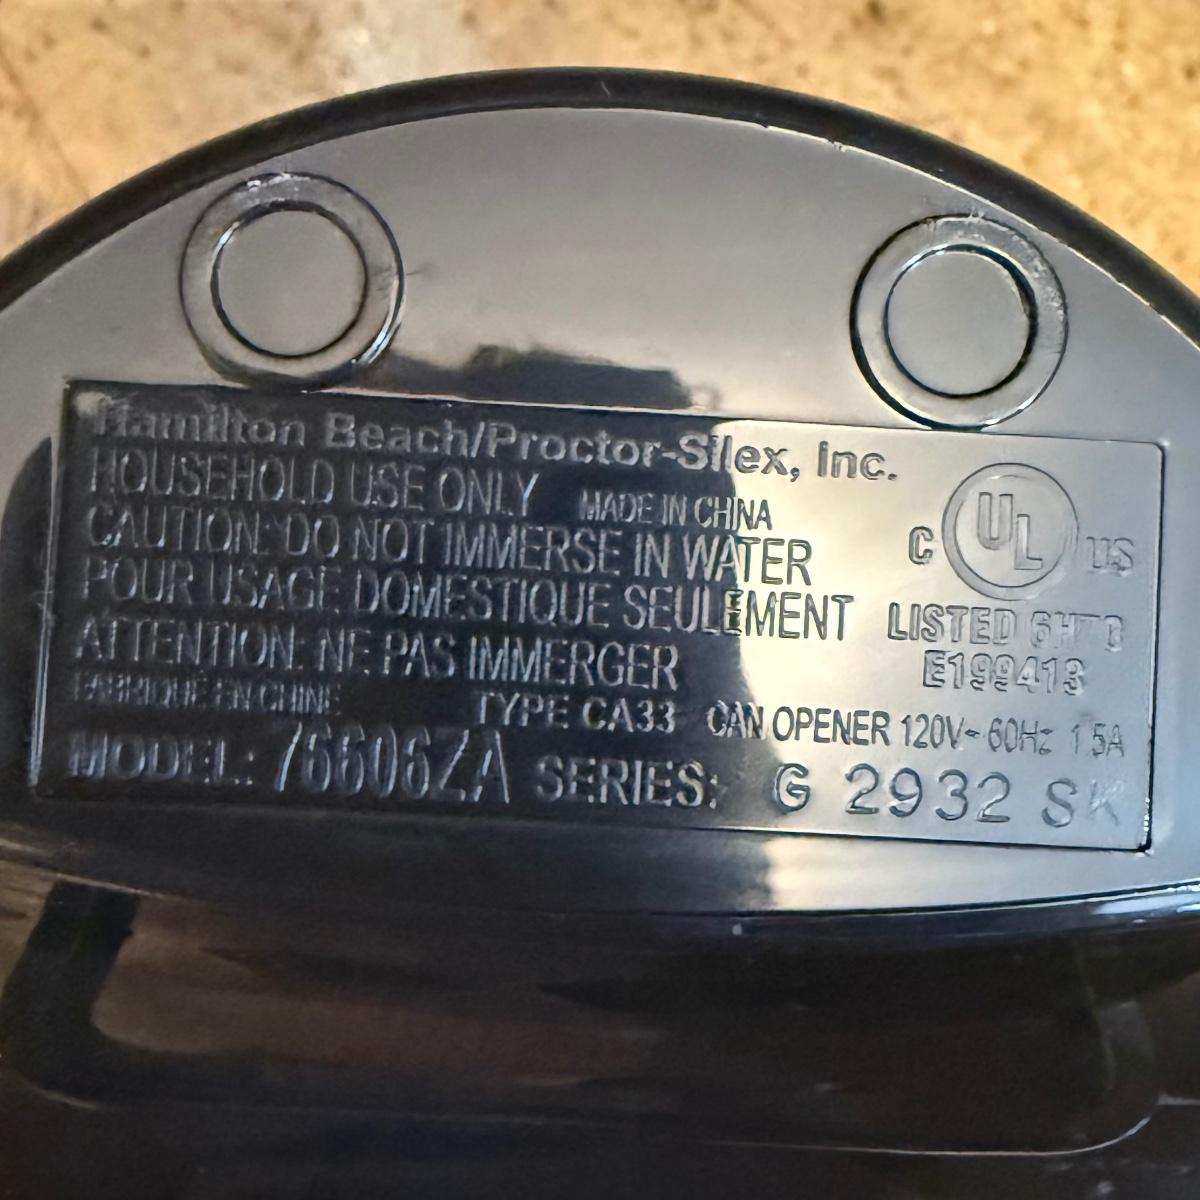 Hamilton Beach/Proctor-Silex, Inc.
HOUSEHOLD USE ONLY MADE IN CHINA
CAUTION: DO NOT IMMERSE IN WATER
POUR USAGE DOMESTIQUE SEULEMENT
ATTENTION: NE PAS IMMERGER
FABRIQUE EN CHINE TYPE CA33 CAN OPENER 120V~ 60Hz 1.5A
MODEL: 76606ZA SERIES: G 2932 SK
C UL US
LISTED
E199413